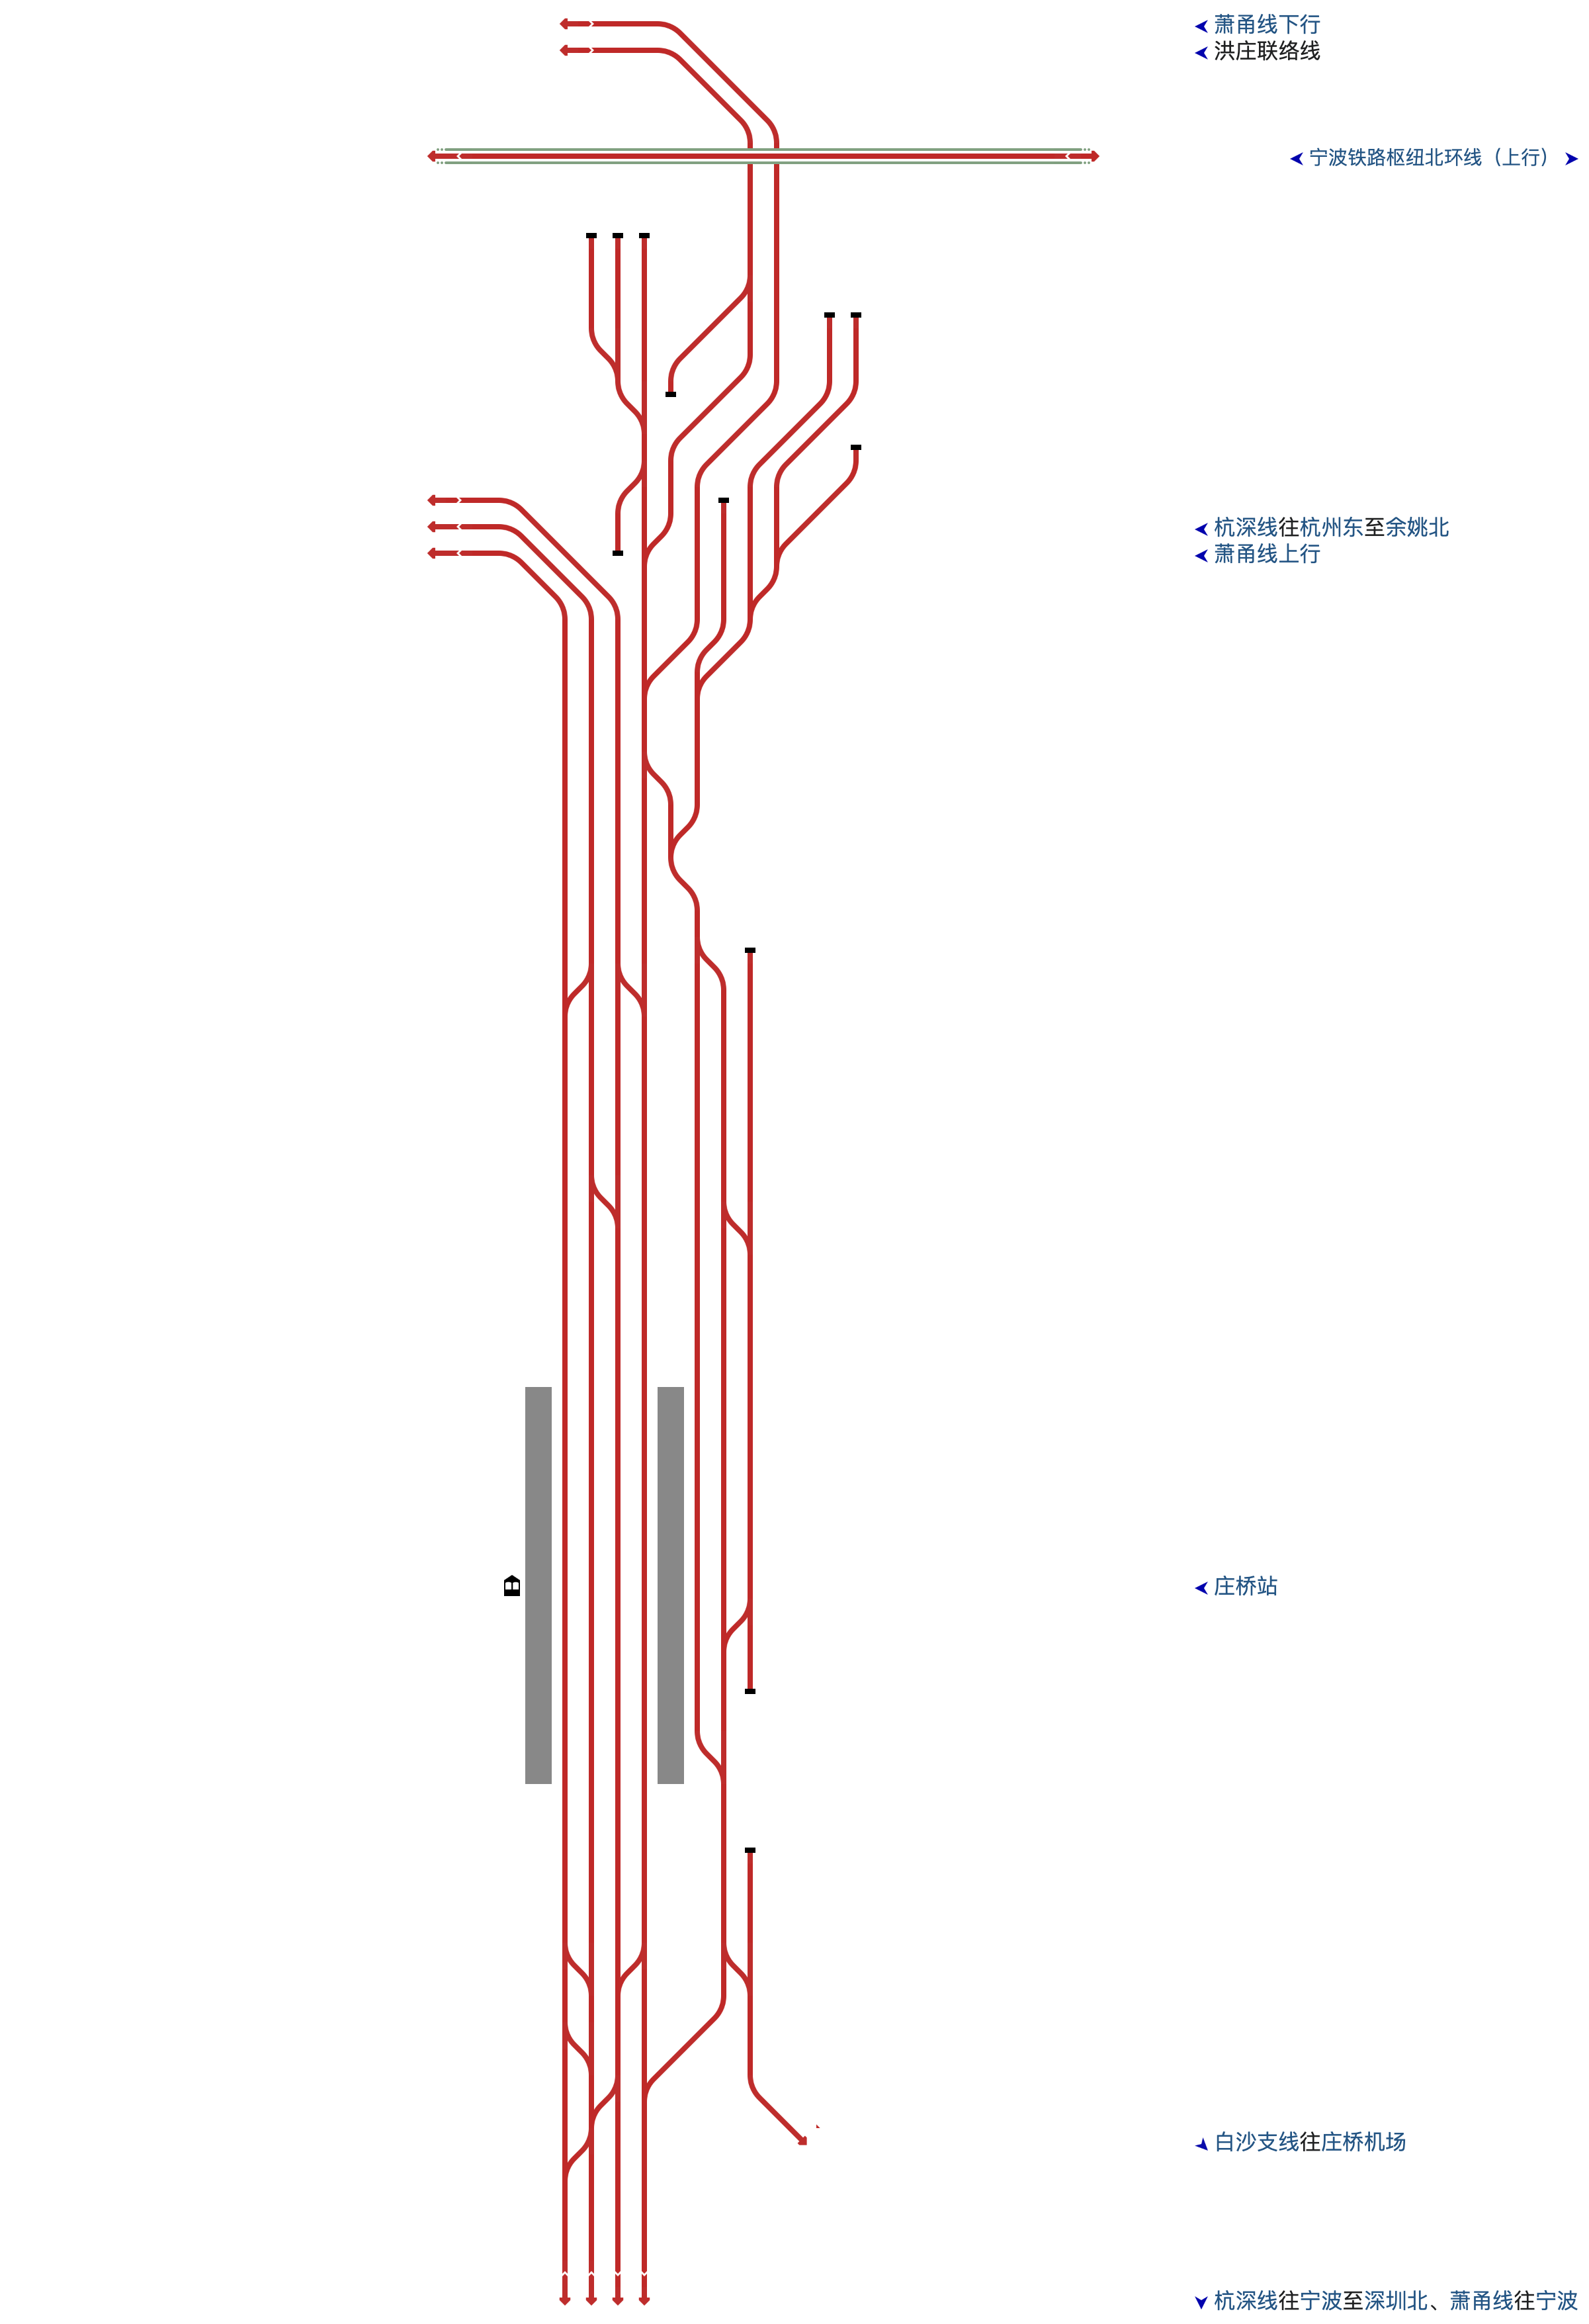 萧甬线下行
洪庄联络线
宁波铁路枢纽北环线（上行）
杭深线往杭州东至余姚北
萧甬线上行
庄桥站
白沙支线往庄桥机场
杭深线往宁波至深圳北、萧甬线往宁波